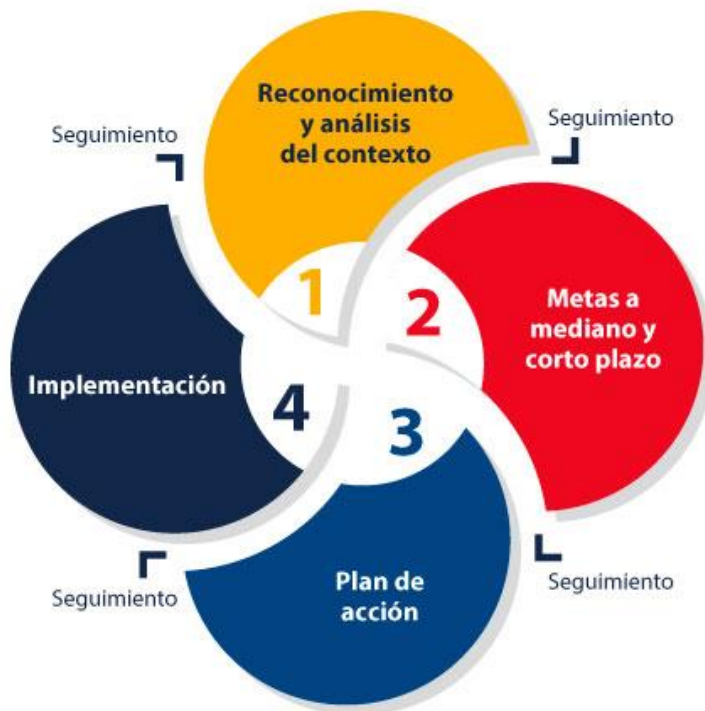 Reconocimiento
y análisis
del contexto
Seguimiento
Seguimiento
1
2
Metas a
mediano y
corto plazo
Implementación
4
3
Plan de
acción
Seguimiento
Seguimiento